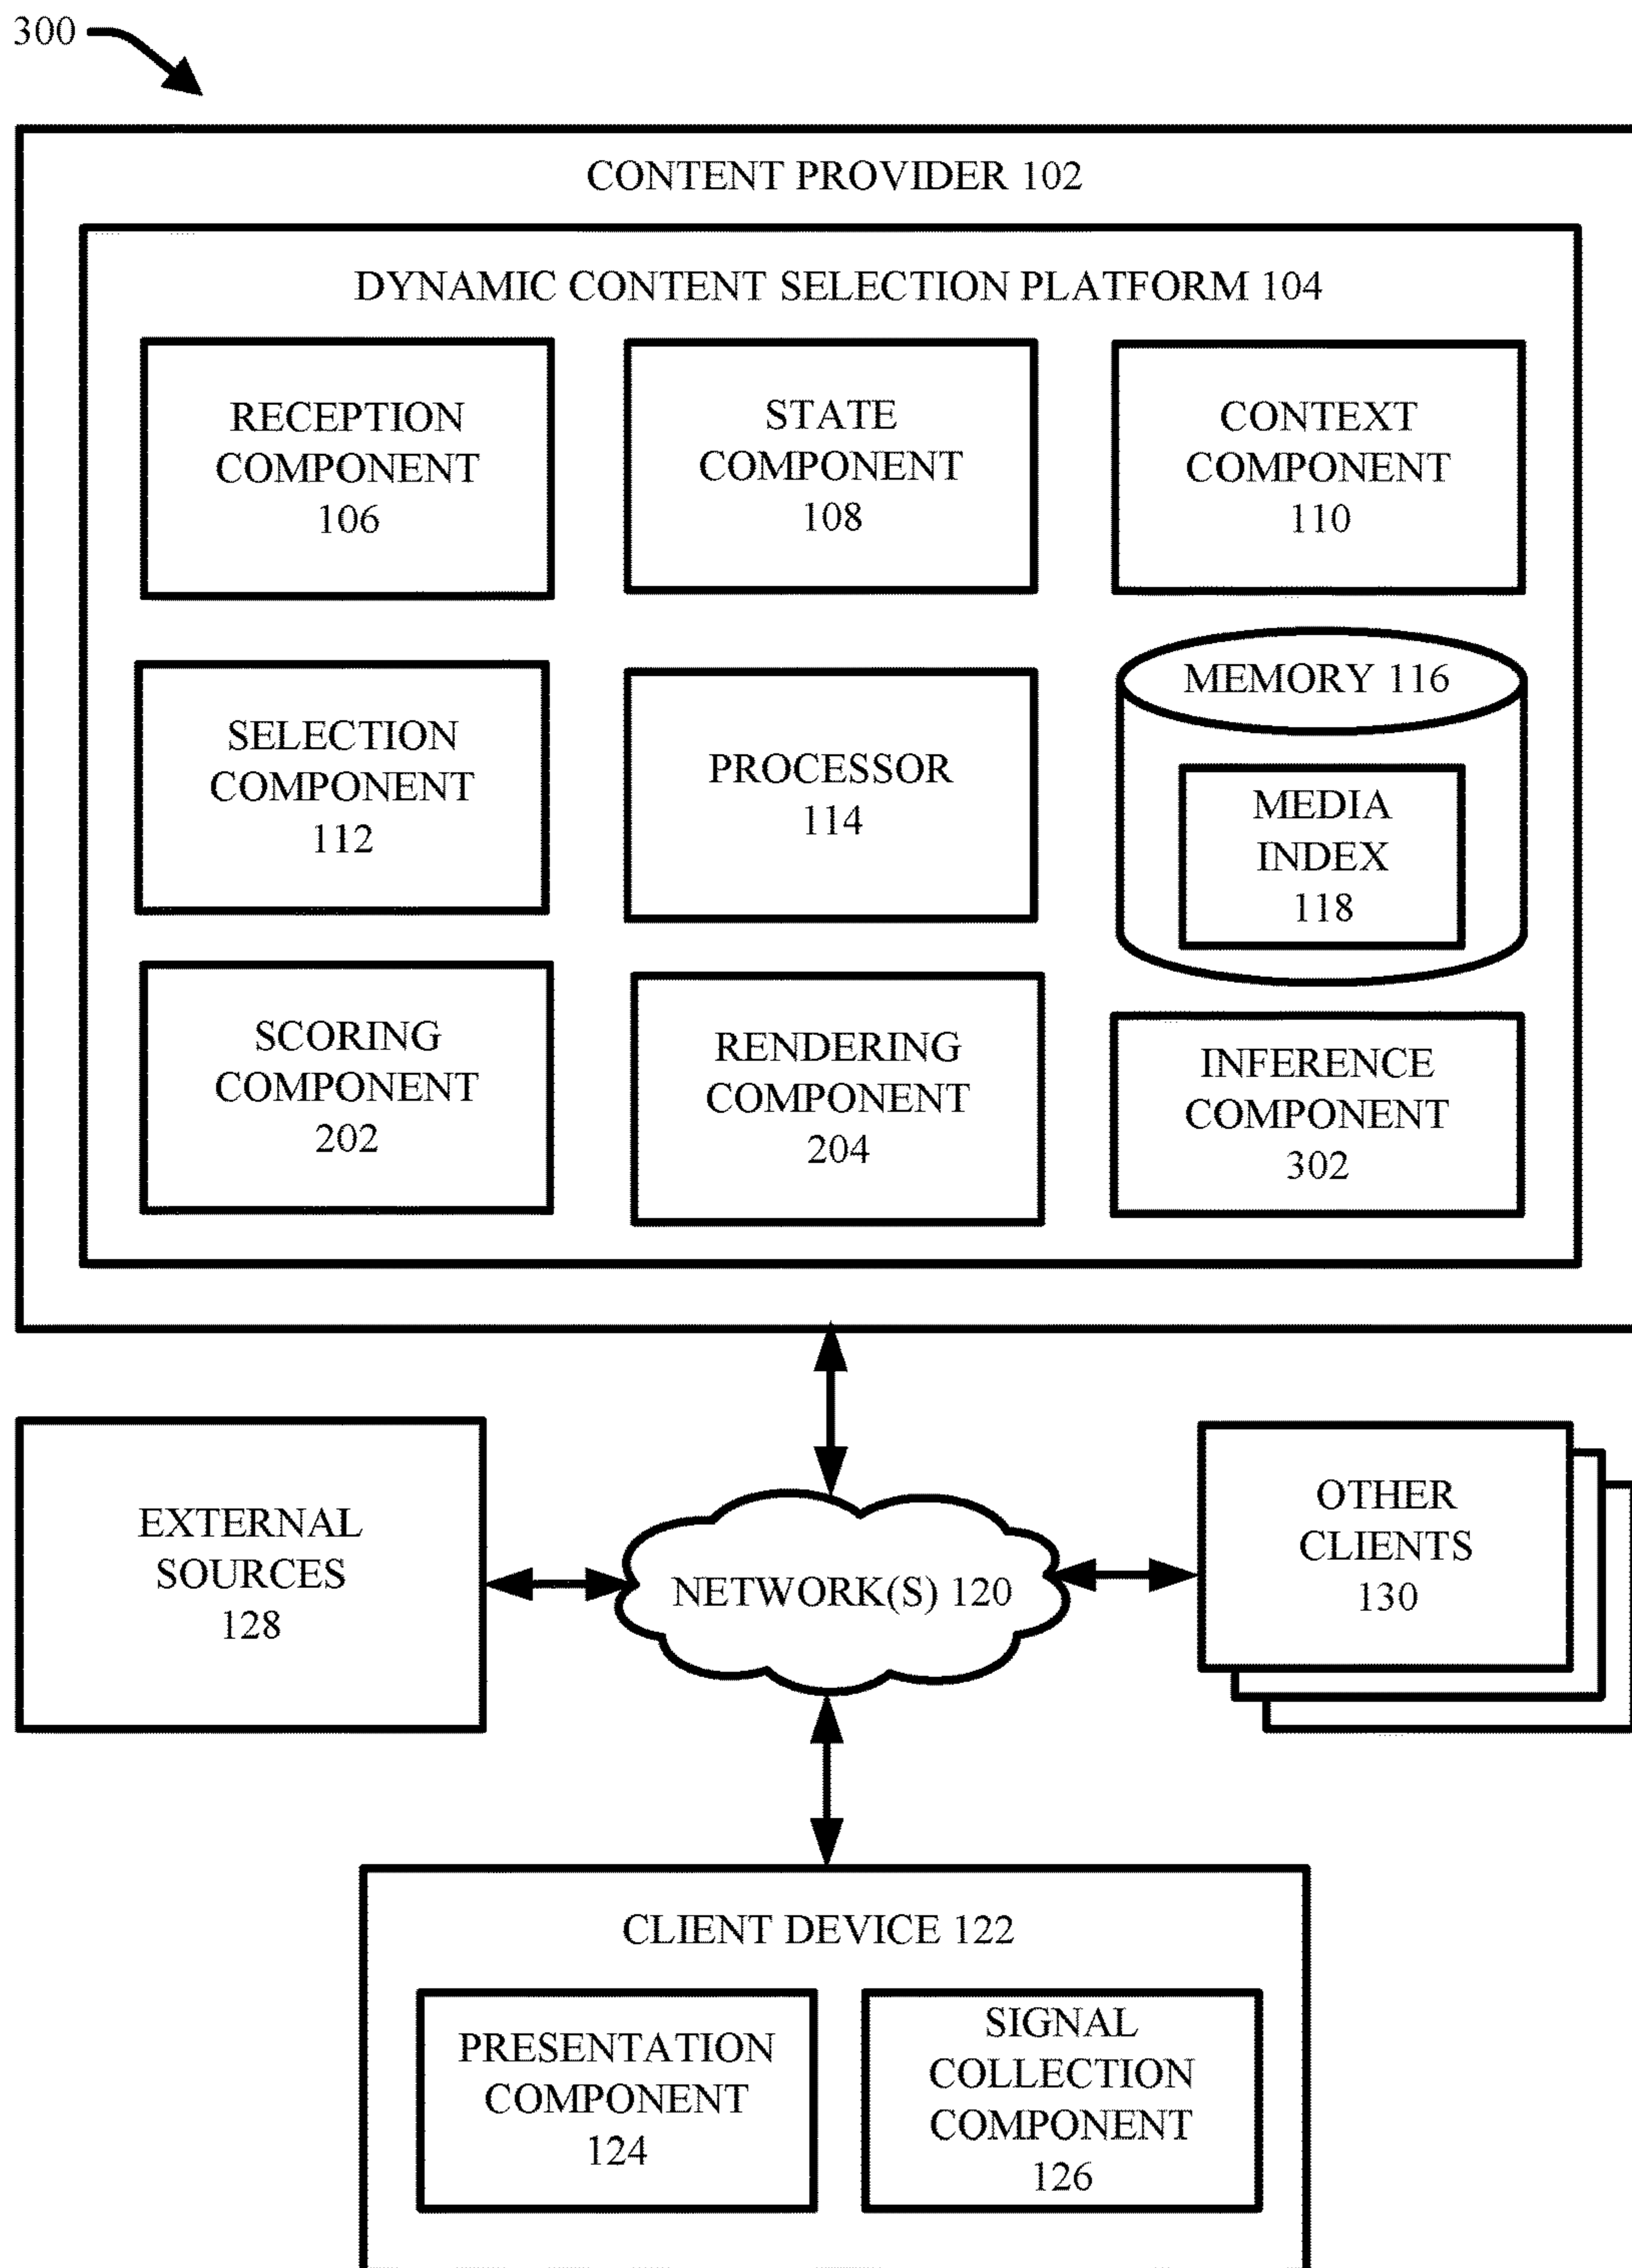 300
CONTENT PROVIDER 102
DYNAMIC CONTENT SELECTION PLATFORM 104
RECEPTION
COMPONENT
106
STATE
COMPONENT
108
CONTEXT
COMPONENT
110
SELECTION
COMPONENT
112
PROCESSOR
114
MEMORY 116
MEDIA
INDEX
118
SCORING
COMPONENT
202
RENDERING
COMPONENT
204
INFERENCE
COMPONENT
302
EXTERNAL
SOURCES
128
NETWORK(S) 120
OTHER
CLIENTS
130
CLIENT DEVICE 122
PRESENTATION
COMPONENT
124
SIGNAL
COLLECTION
COMPONENT
126